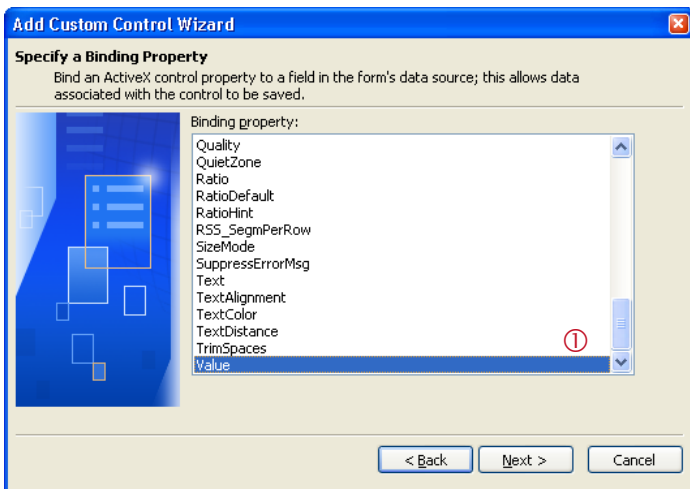 Add Custom Control Wizard
Specify a Binding Property
Bind an ActiveX control property to a field in the form's data source; this allows data
associated with the control to be saved.
Binding property:
Quality
QuietZone
Ratio
RatioDefault
RatioHint
RSS_SegmPerRow
SizeMode
SuppressErrorMsg
Text
TextAlignment
TextColor
TextDistance
TrimSpaces
①
Value
< Back Next > Cancel